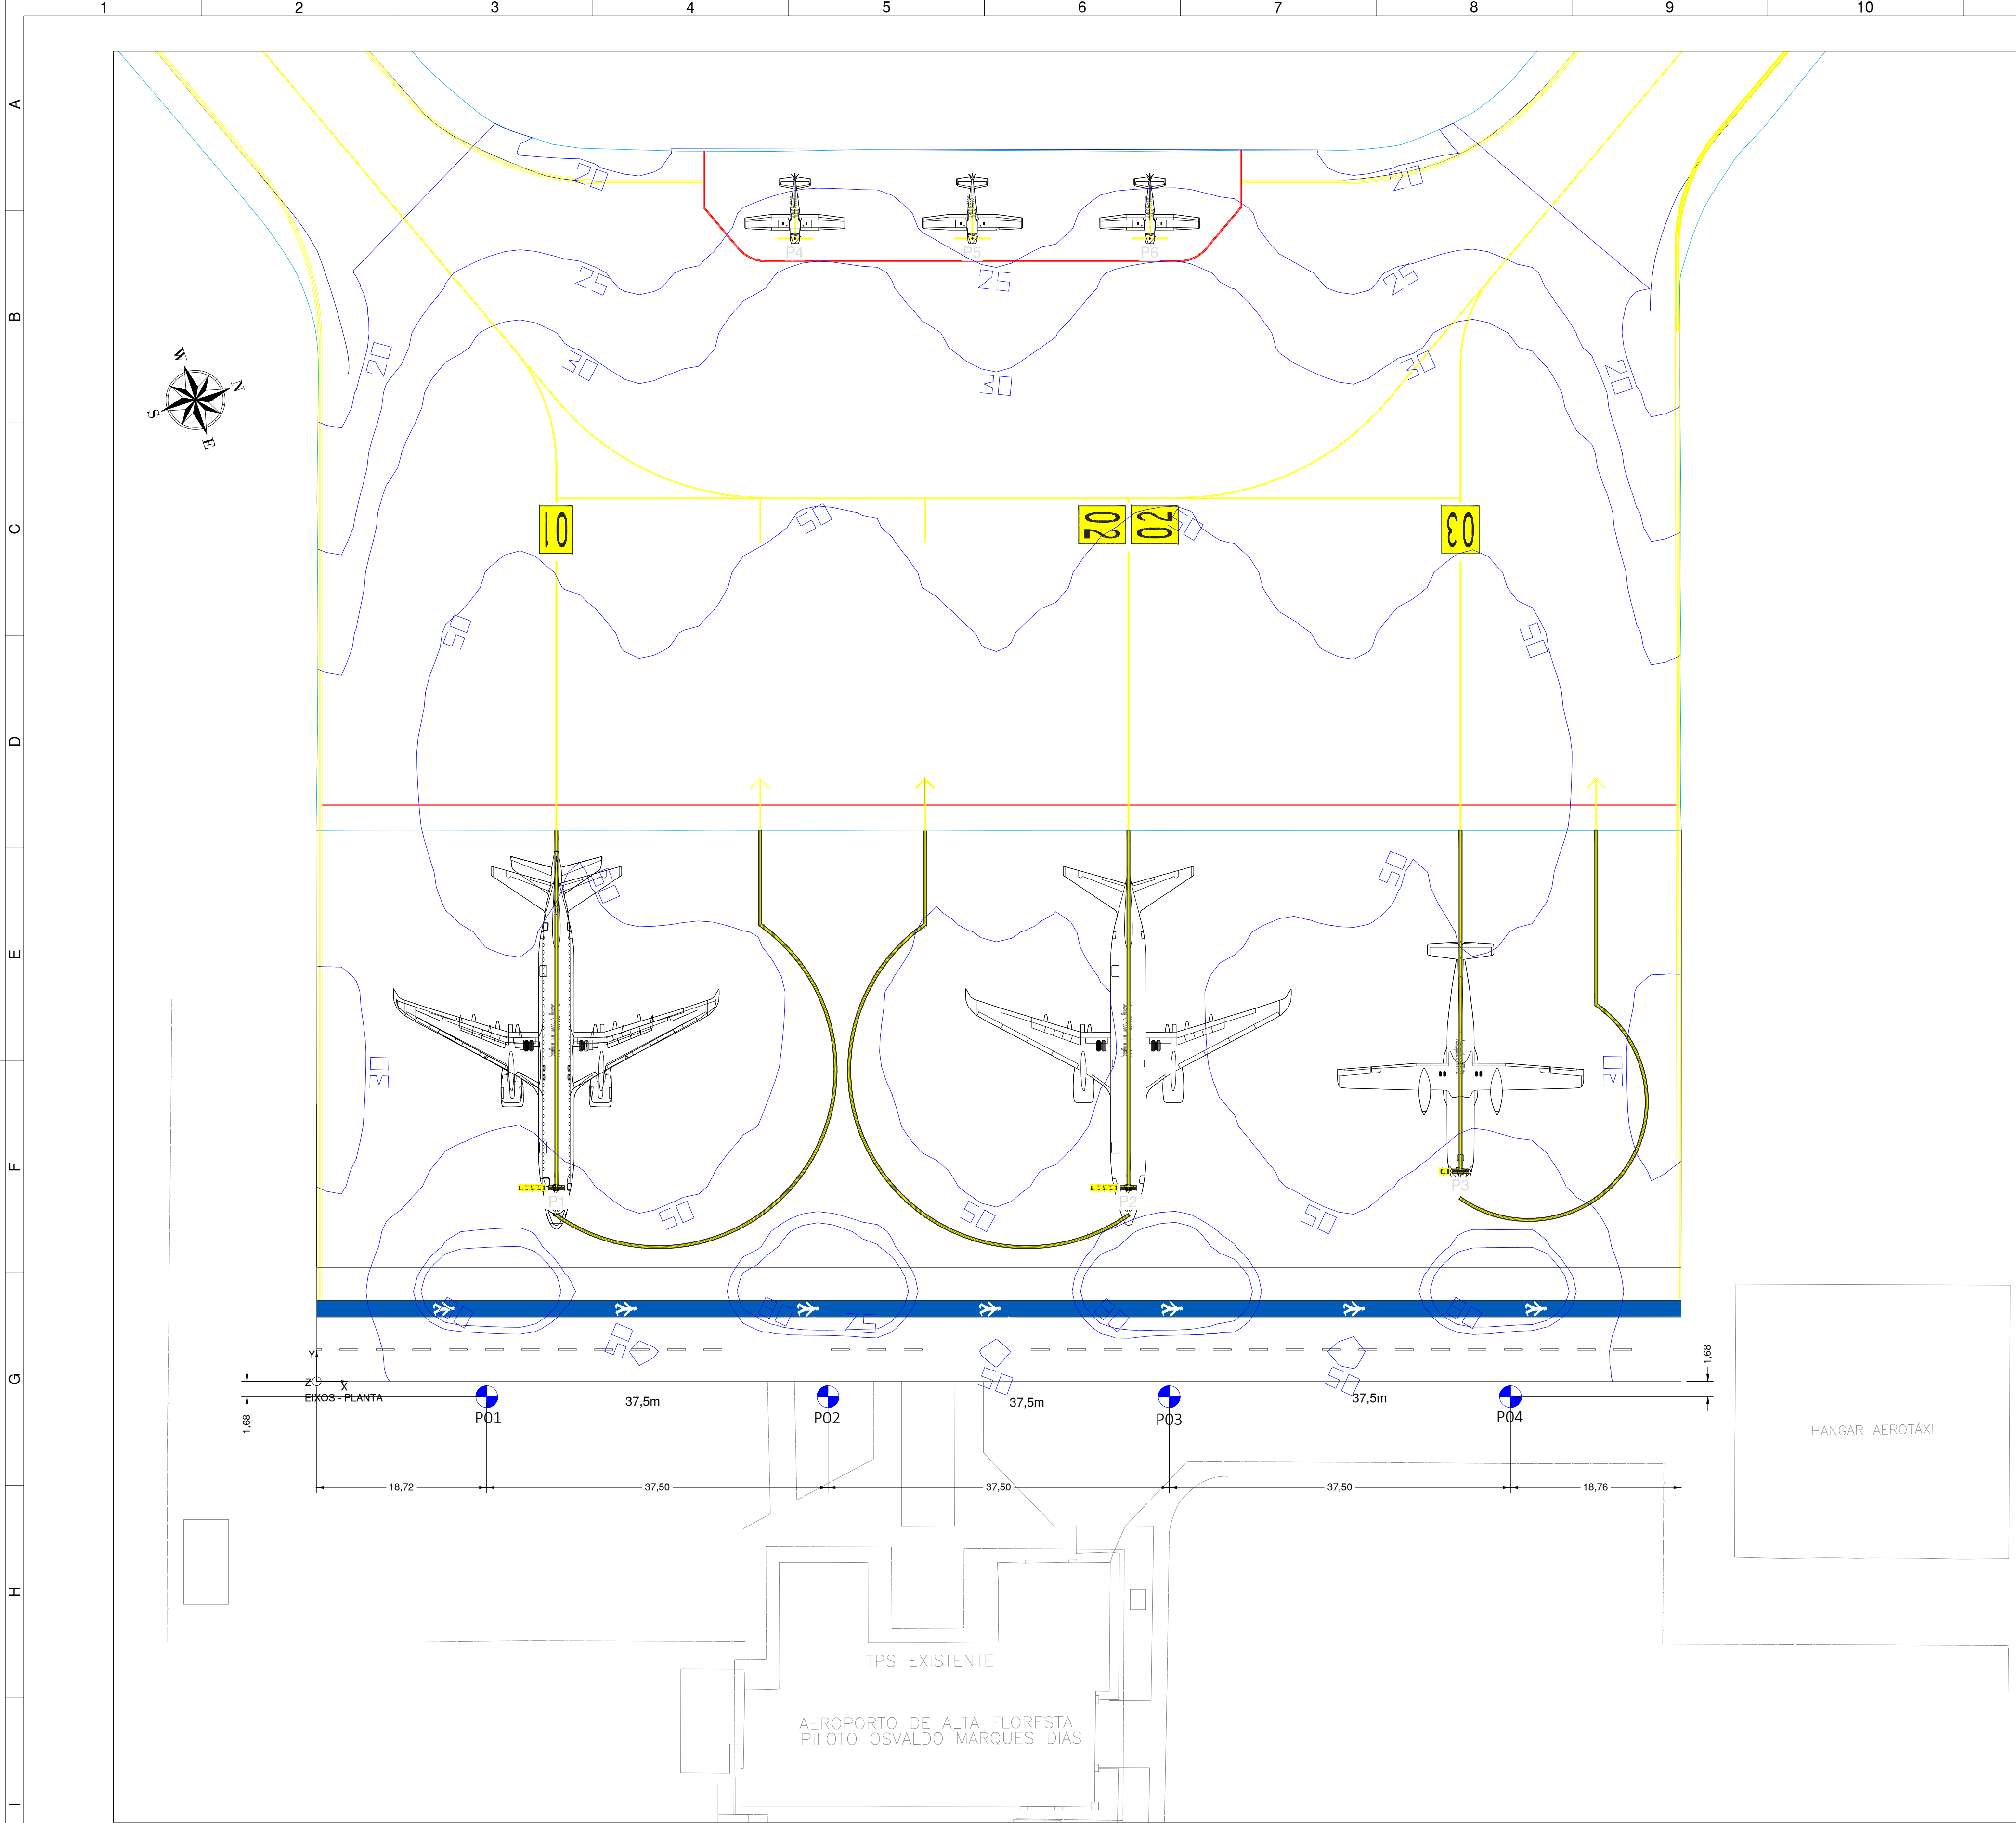 1 2 3 4 5 6 7 8 9 10
A
20 20
P4 P5 P6
25 25 25
B
20 30 30 30 20
W N
S E
C
01 02 02 03
50
50 50
D
50
E
30 30
F
P1 P2 P3
50 50 50
80 80 75 80 80
50
50 50
G
Y
Z X
EIXOS - PLANTA
1,68 1,68
37,5m 37,5m 37,5m
P01 P02 P03 P04
18,72 37,50 37,50 37,50 18,76
HANGAR AEROTÁXI
H
TPS EXISTENTE
AEROPORTO DE ALTA FLORESTA
PILOTO OSVALDO MARQUES DIAS
I